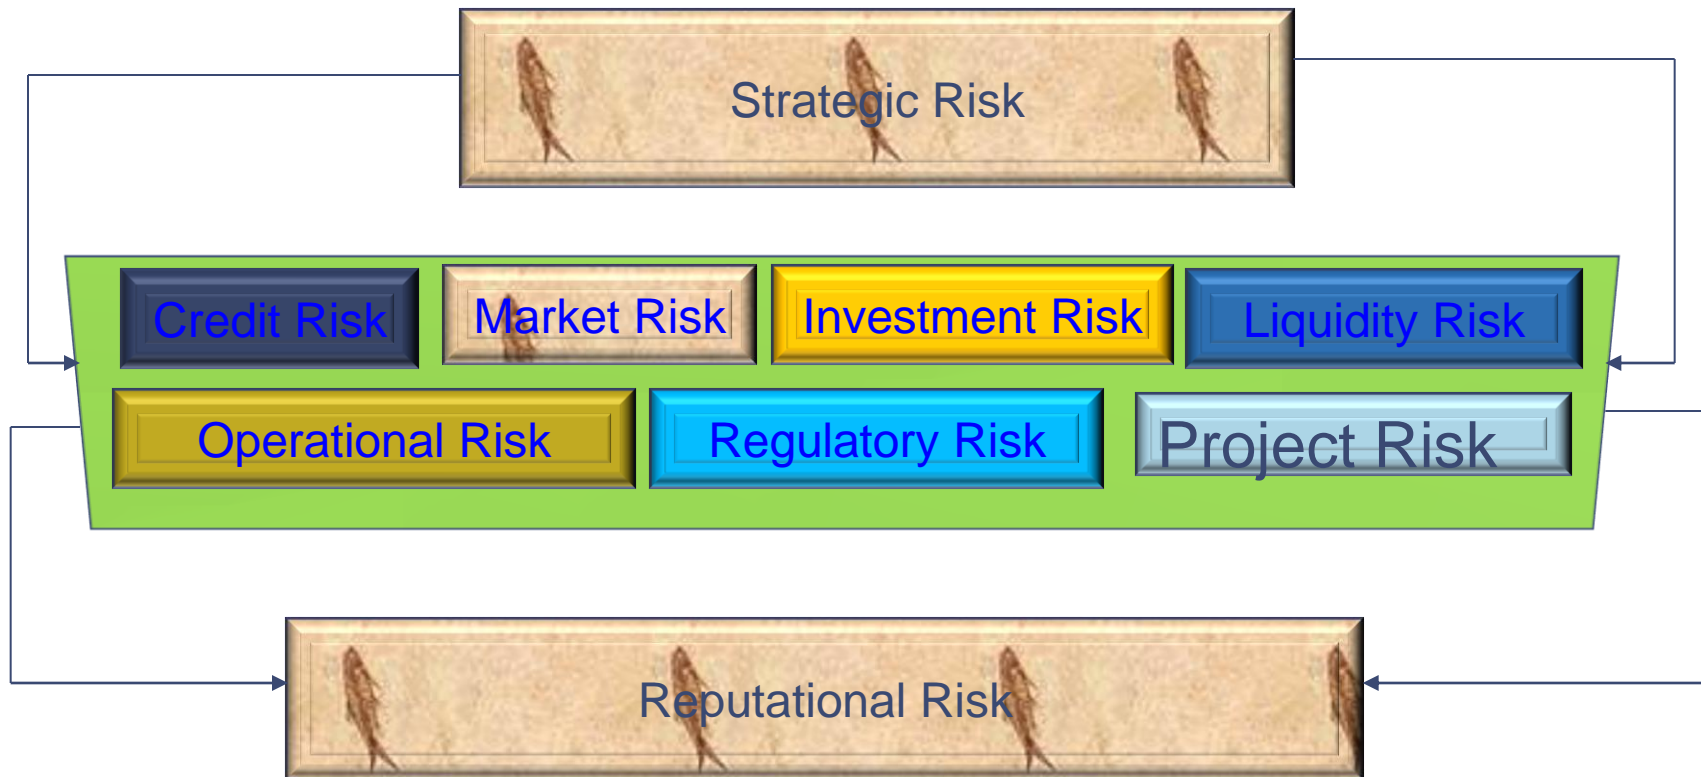 Strategic Risk
Credit Risk
Market Risk
Investment Risk
Liquidity Risk
Operational Risk
Regulatory Risk
Project Risk
Reputational Risk